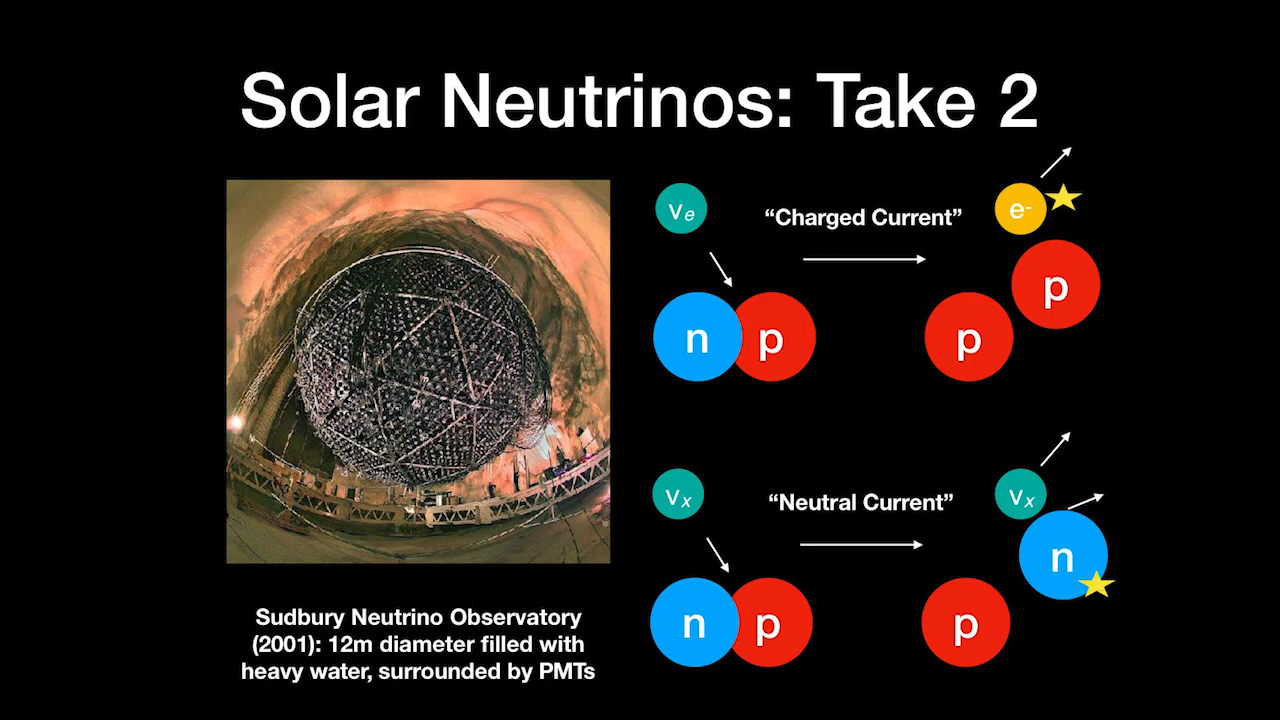 Solar Neutrinos: Take 2
νe
“Charged Current”
e-
n
p
p
p
νx
“Neutral Current”
νx
n
p
p
n
Sudbury Neutrino Observatory
(2001): 12m diameter filled with
heavy water, surrounded by PMTs